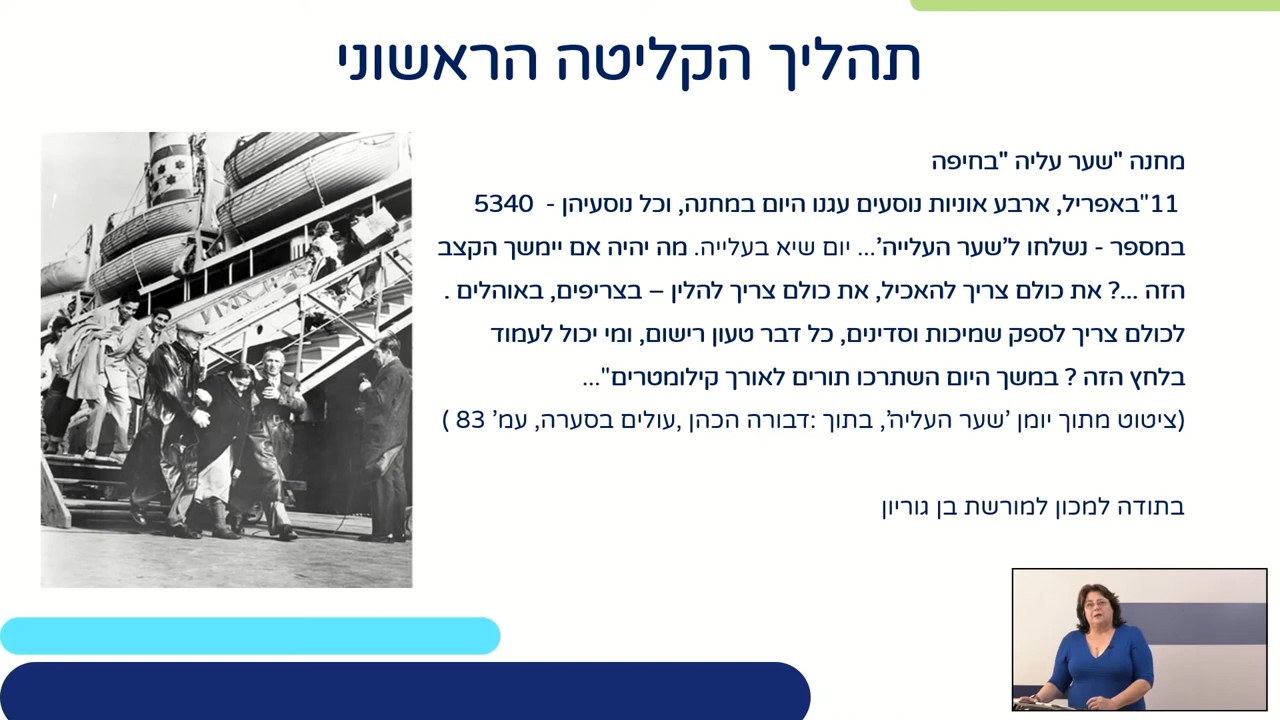 תהליך הקליטה הראשוני
מחנה "שער עליה "בחיפה
11"באפריל, ארבע אוניות נוסעים עגנו היום במחנה, וכל נוסעיהן - 5340
במספר - נשלחו ל'שער העלייה'... יום שיא בעלייה. מה יהיה אם יימשך הקצב
הזה ...? את כולם צריך להאכיל, את כולם צריך להלין – בצריפים, באוהלים .
לכולם צריך לספק שמיכות וסדינים, כל דבר טעון רישום, ומי יכול לעמוד
בלחץ הזה ? במשך היום השתרכו תורים לאורך קילומטרים"...
(ציטוט מתוך יומן 'שער העליה', בתוך :דבורה הכהן ,עולים בסערה, עמ' 83 )
בתודה למכון למורשת בן גוריון